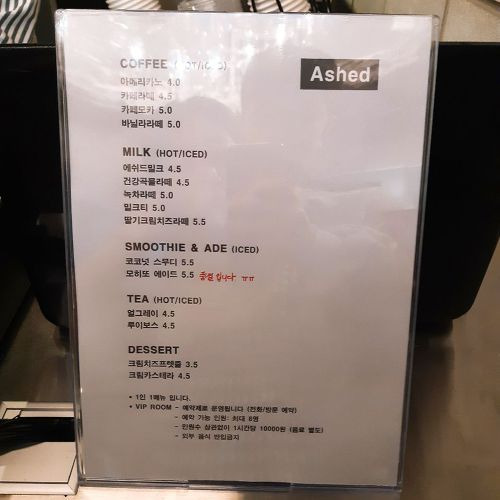 Ashed
COFFEE (HOT/ICED)
아메리카노 4.0
카페라떼 4.5
카페모카 5.0
바닐라라떼 5.0
MILK (HOT/ICED)
에쉬드밀크 4.5
건강곡물라떼 4.5
녹차라떼 5.0
밀크티 5.0
딸기크림치즈라떼 5.5
SMOOTHIE & ADE (ICED)
코코넛 스무디 5.5
모히또 에이드 5.5 품절입니다 ㅠㅠ
TEA (HOT/ICED)
얼그레이 4.5
루이보스 4.5
DESSERT
크림치즈프렛즐 3.5
크림카스테라 4.5
• 1인 1메뉴 입니다.
• VIP ROOM - 예약제로 운영됩니다 (전화/방문 예약)
- 예약 가능 인원: 최대 8명
- 인원수 상관없이 1시간당 10000원 (음료 별도)
- 외부 음식 반입금지